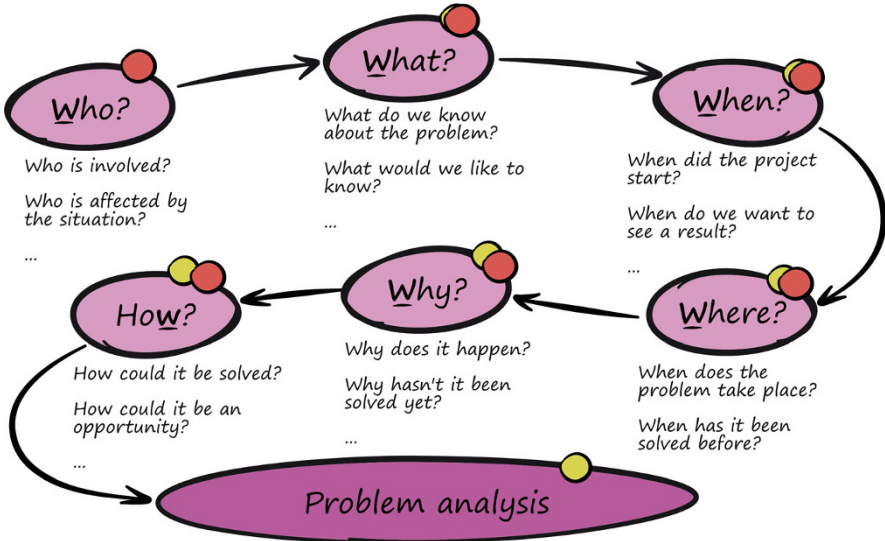 Who?
Who is involved?
Who is affected by
the situation?
...
What?
What do we know
about the problem?
What would we like to
know?
...
When?
When did the project
start?
When do we want to
see a result?
...
Where?
When does the
problem take place?
When has it been
solved before?
Why?
Why does it happen?
Why hasn't it been
solved yet?
...
How?
How could it be solved?
How could it be an
opportunity?
...
Problem analysis